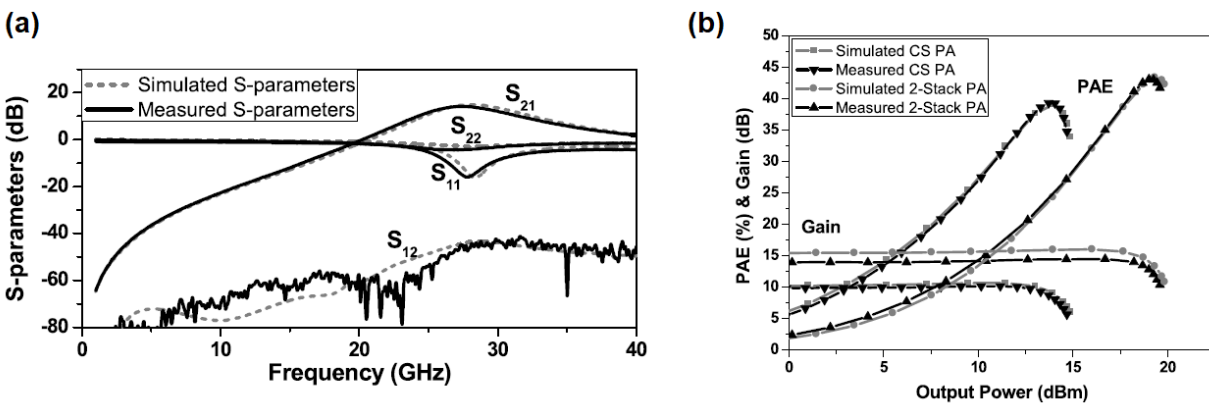 (a)
S-parameters (dB)
20
0
-20
-40
-60
-80
Simulated S-parameters
Measured S-parameters
S21
S22
S11
S12
0
10
20
30
40
Frequency (GHz)
(b)
PAE (%) & Gain (dB)
50
45
40
35
30
25
20
15
10
5
0
Simulated CS PA
Measured CS PA
Simulated 2-Stack PA
Measured 2-Stack PA
PAE
Gain
0
5
10
15
20
Output Power (dBm)